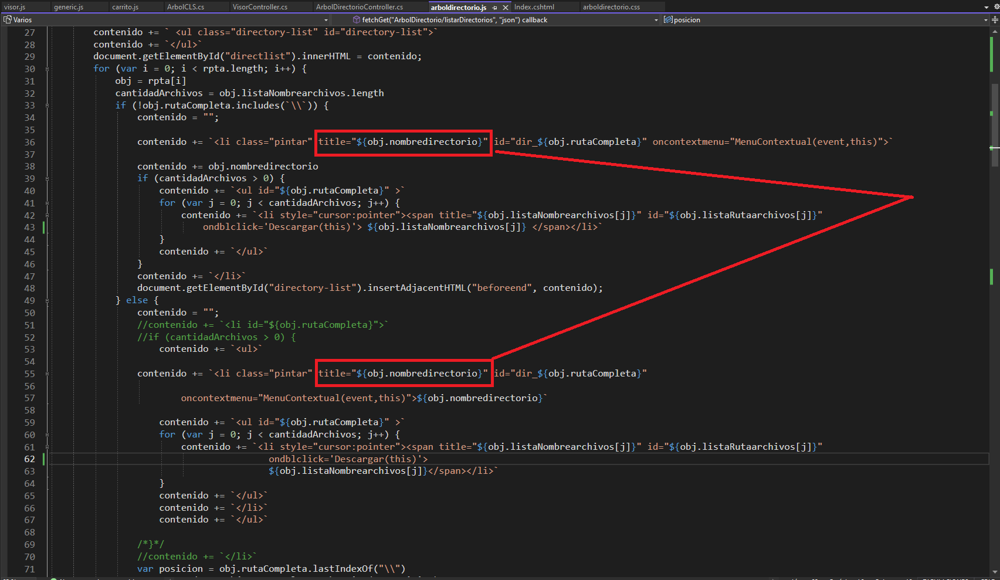 visor.js generic.js carrito.js ArbolCLS.cs VisorController.cs ArbolDirectorioController.cs arboldirectorio.js Index.cshtml arboldirectorio.css
Varios fetchGet("ArbolDirectorio/listarDirectorios", "json") callback posicion
27 contenido += ` <ul class="directory-list" id="directory-list">`
28 contenido += `</ul>`
29 document.getElementById("directlist").innerHTML = contenido;
30 for (var i = 0; i < rpta.length; i++) {
31 obj = rpta[i]
32 cantidadArchivos = obj.listaNombrearchivos.length
33 if (!obj.rutaCompleta.includes(`\\`)) {
34 contenido = "";
35
36 contenido += `<li class="pintar" title="${obj.nombredirectorio}" id="dir_${obj.rutaCompleta}" oncontextmenu="MenuContextual(event,this)">`
37
38 contenido += obj.nombredirectorio
39 if (cantidadArchivos > 0) {
40 contenido += `<ul id="${obj.rutaCompleta}" >`
41 for (var j = 0; j < cantidadArchivos; j++) {
42 contenido += `<li style="cursor:pointer"><span title="${obj.listaNombrearchivos[j]}" id="${obj.listaRutaarchivos[j]}"
43 ondblclick='Descargar(this)'> ${obj.listaNombrearchivos[j]} </span></li>`
44 }
45 contenido += `</ul>`
46 }
47 contenido += `</li>`
48 document.getElementById("directory-list").insertAdjacentHTML("beforeend", contenido);
49 } else {
50 contenido = "";
51 //contenido += `<li id="${obj.rutaCompleta}">`
52 //if (cantidadArchivos > 0) {
53 contenido += `<ul>`
54
55 contenido += `<li class="pintar" title="${obj.nombredirectorio}" id="dir_${obj.rutaCompleta}"
56
57 oncontextmenu="MenuContextual(event,this)">${obj.nombredirectorio}`
58
59 contenido += `<ul id="${obj.rutaCompleta}" >`
60 for (var j = 0; j < cantidadArchivos; j++) {
61 contenido += `<li style="cursor:pointer"><span title="${obj.listaNombrearchivos[j]}" id="${obj.listaRutaarchivos[j]}"
62 ondblclick='Descargar(this)'>
63 ${obj.listaNombrearchivos[j]}</span></li>`
64 }
65 contenido += `</ul>`
66 contenido += `</li>`
67 contenido += `</ul>`
68
69 /*}*/
70 //contenido += `</li>`
71 var posicion = obj.rutaCompleta.lastIndexOf("\\")